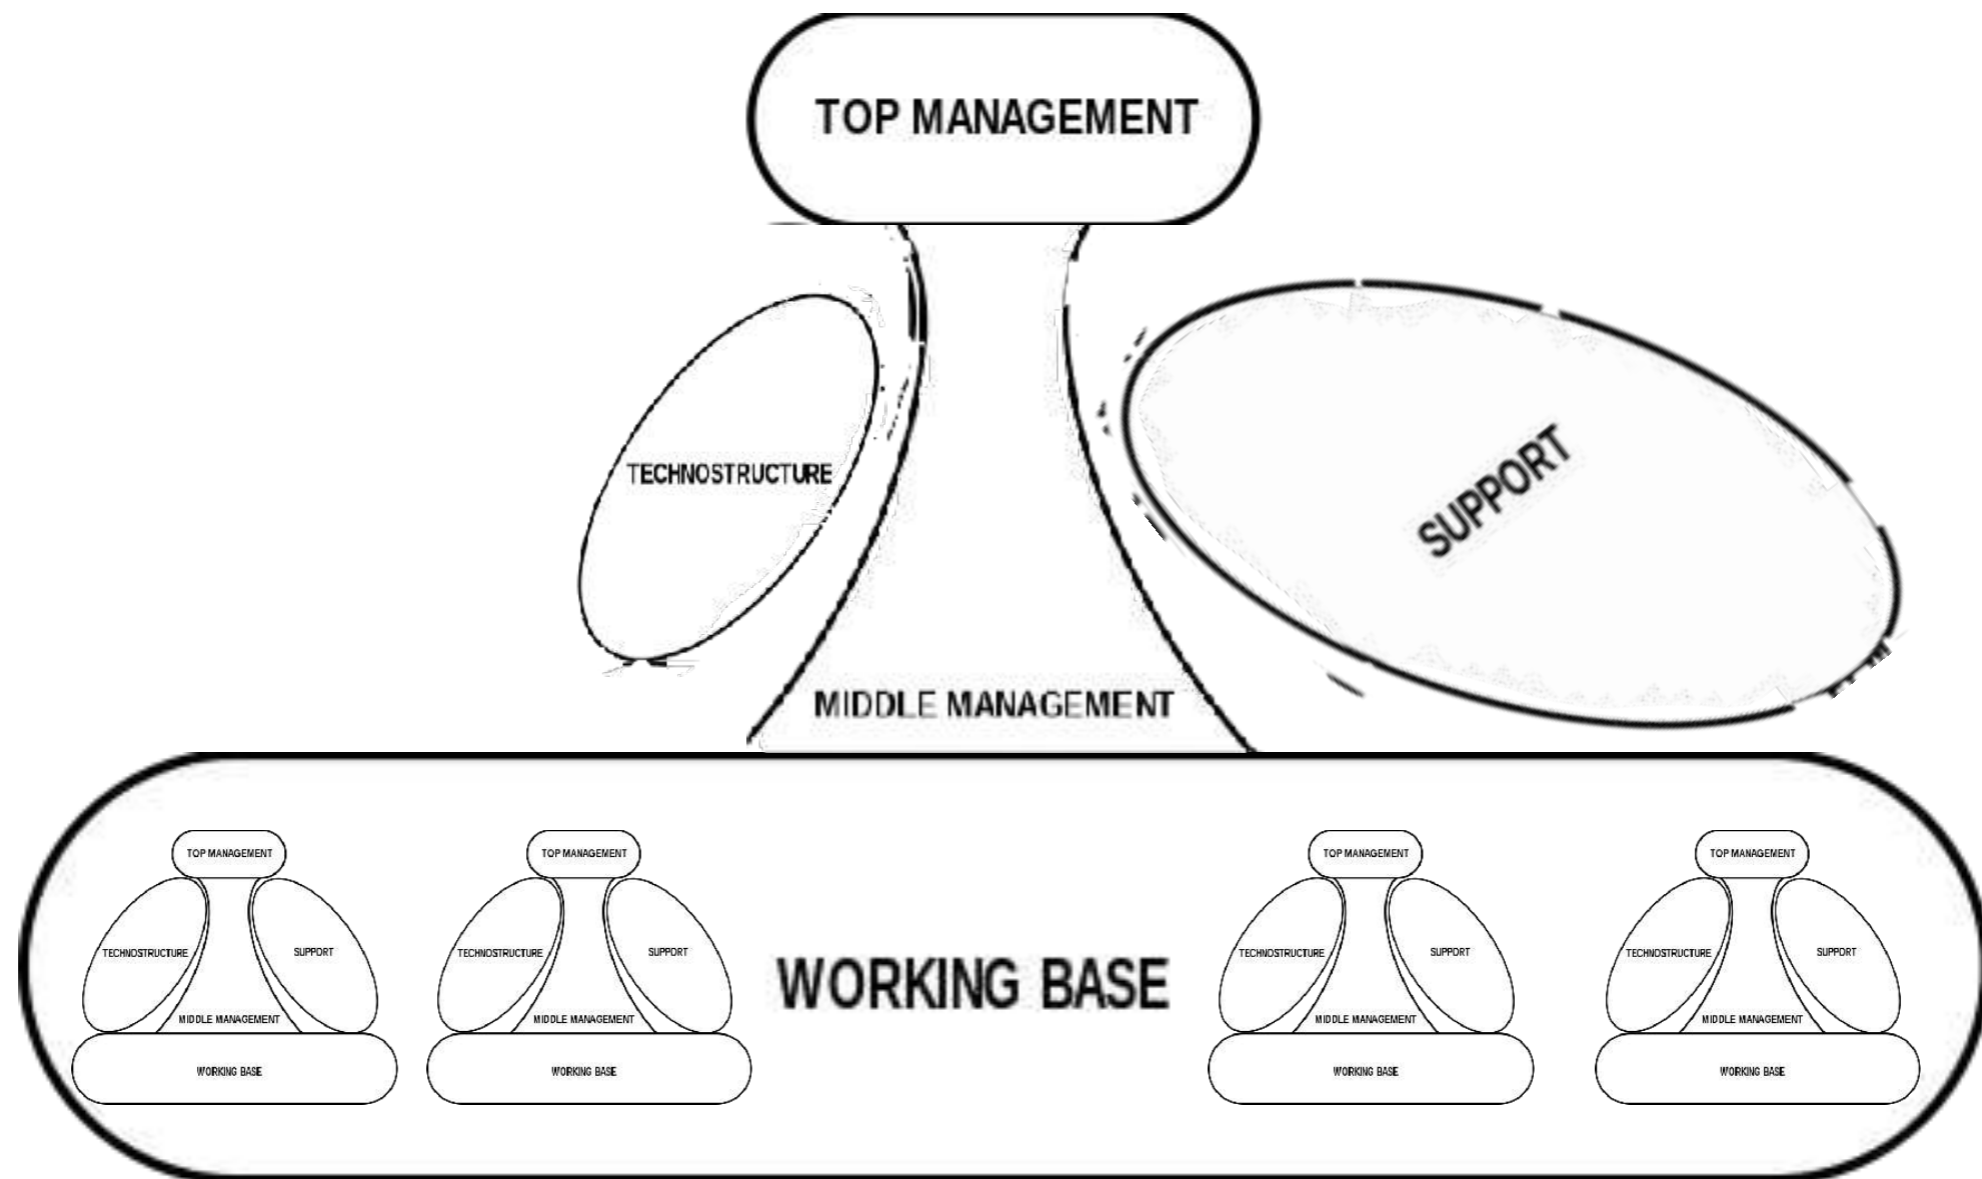 TOP MANAGEMENT
TECHNOSTRUCTURE
SUPPORT
MIDDLE MANAGEMENT
WORKING BASE
TOP MANAGEMENT
TECHNOSTRUCTURE
SUPPORT
MIDDLE MANAGEMENT
WORKING BASE
TOP MANAGEMENT
TECHNOSTRUCTURE
SUPPORT
MIDDLE MANAGEMENT
WORKING BASE
TOP MANAGEMENT
TECHNOSTRUCTURE
SUPPORT
MIDDLE MANAGEMENT
WORKING BASE
TOP MANAGEMENT
TECHNOSTRUCTURE
SUPPORT
MIDDLE MANAGEMENT
WORKING BASE